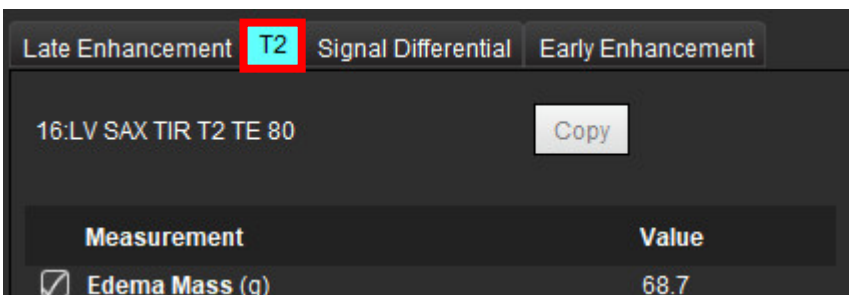 Late Enhancement T2 Signal Differential Early Enhancement
16:LV SAX TIR T2 TE 80 Copy
Measurement Value
Edema Mass (g) 68.7